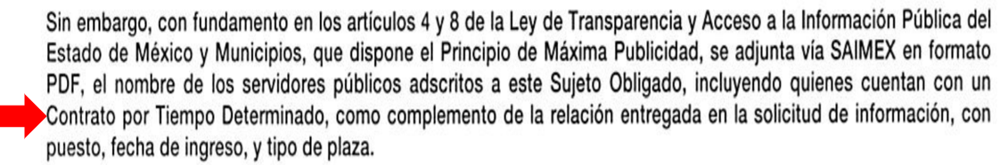 Sin embargo, con fundamento en los artículos 4 y 8 de la Ley de Transparencia y Acceso a la Información Pública del
Estado de México y Municipios, que dispone el Principio de Máxima Publicidad, se adjunta vía SAIMEX en formato
PDF, el nombre de los servidores públicos adscritos a este Sujeto Obligado, incluyendo quienes cuentan con un
Contrato por Tiempo Determinado, como complemento de la relación entregada en la solicitud de información, con
puesto, fecha de ingreso, y tipo de plaza.